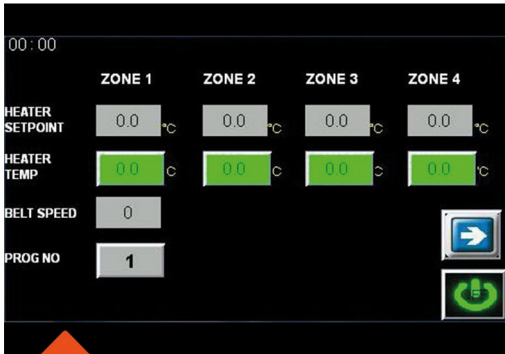 00:00
ZONE 1 ZONE 2 ZONE 3 ZONE 4
HEATER
SETPOINT 0.0 °C 0.0 °C 0.0 °C 0.0 °C
HEATER
TEMP 0.0 C 0.0 C 0.0 C 0.0 °C
BELT SPEED 0
PROG NO 1